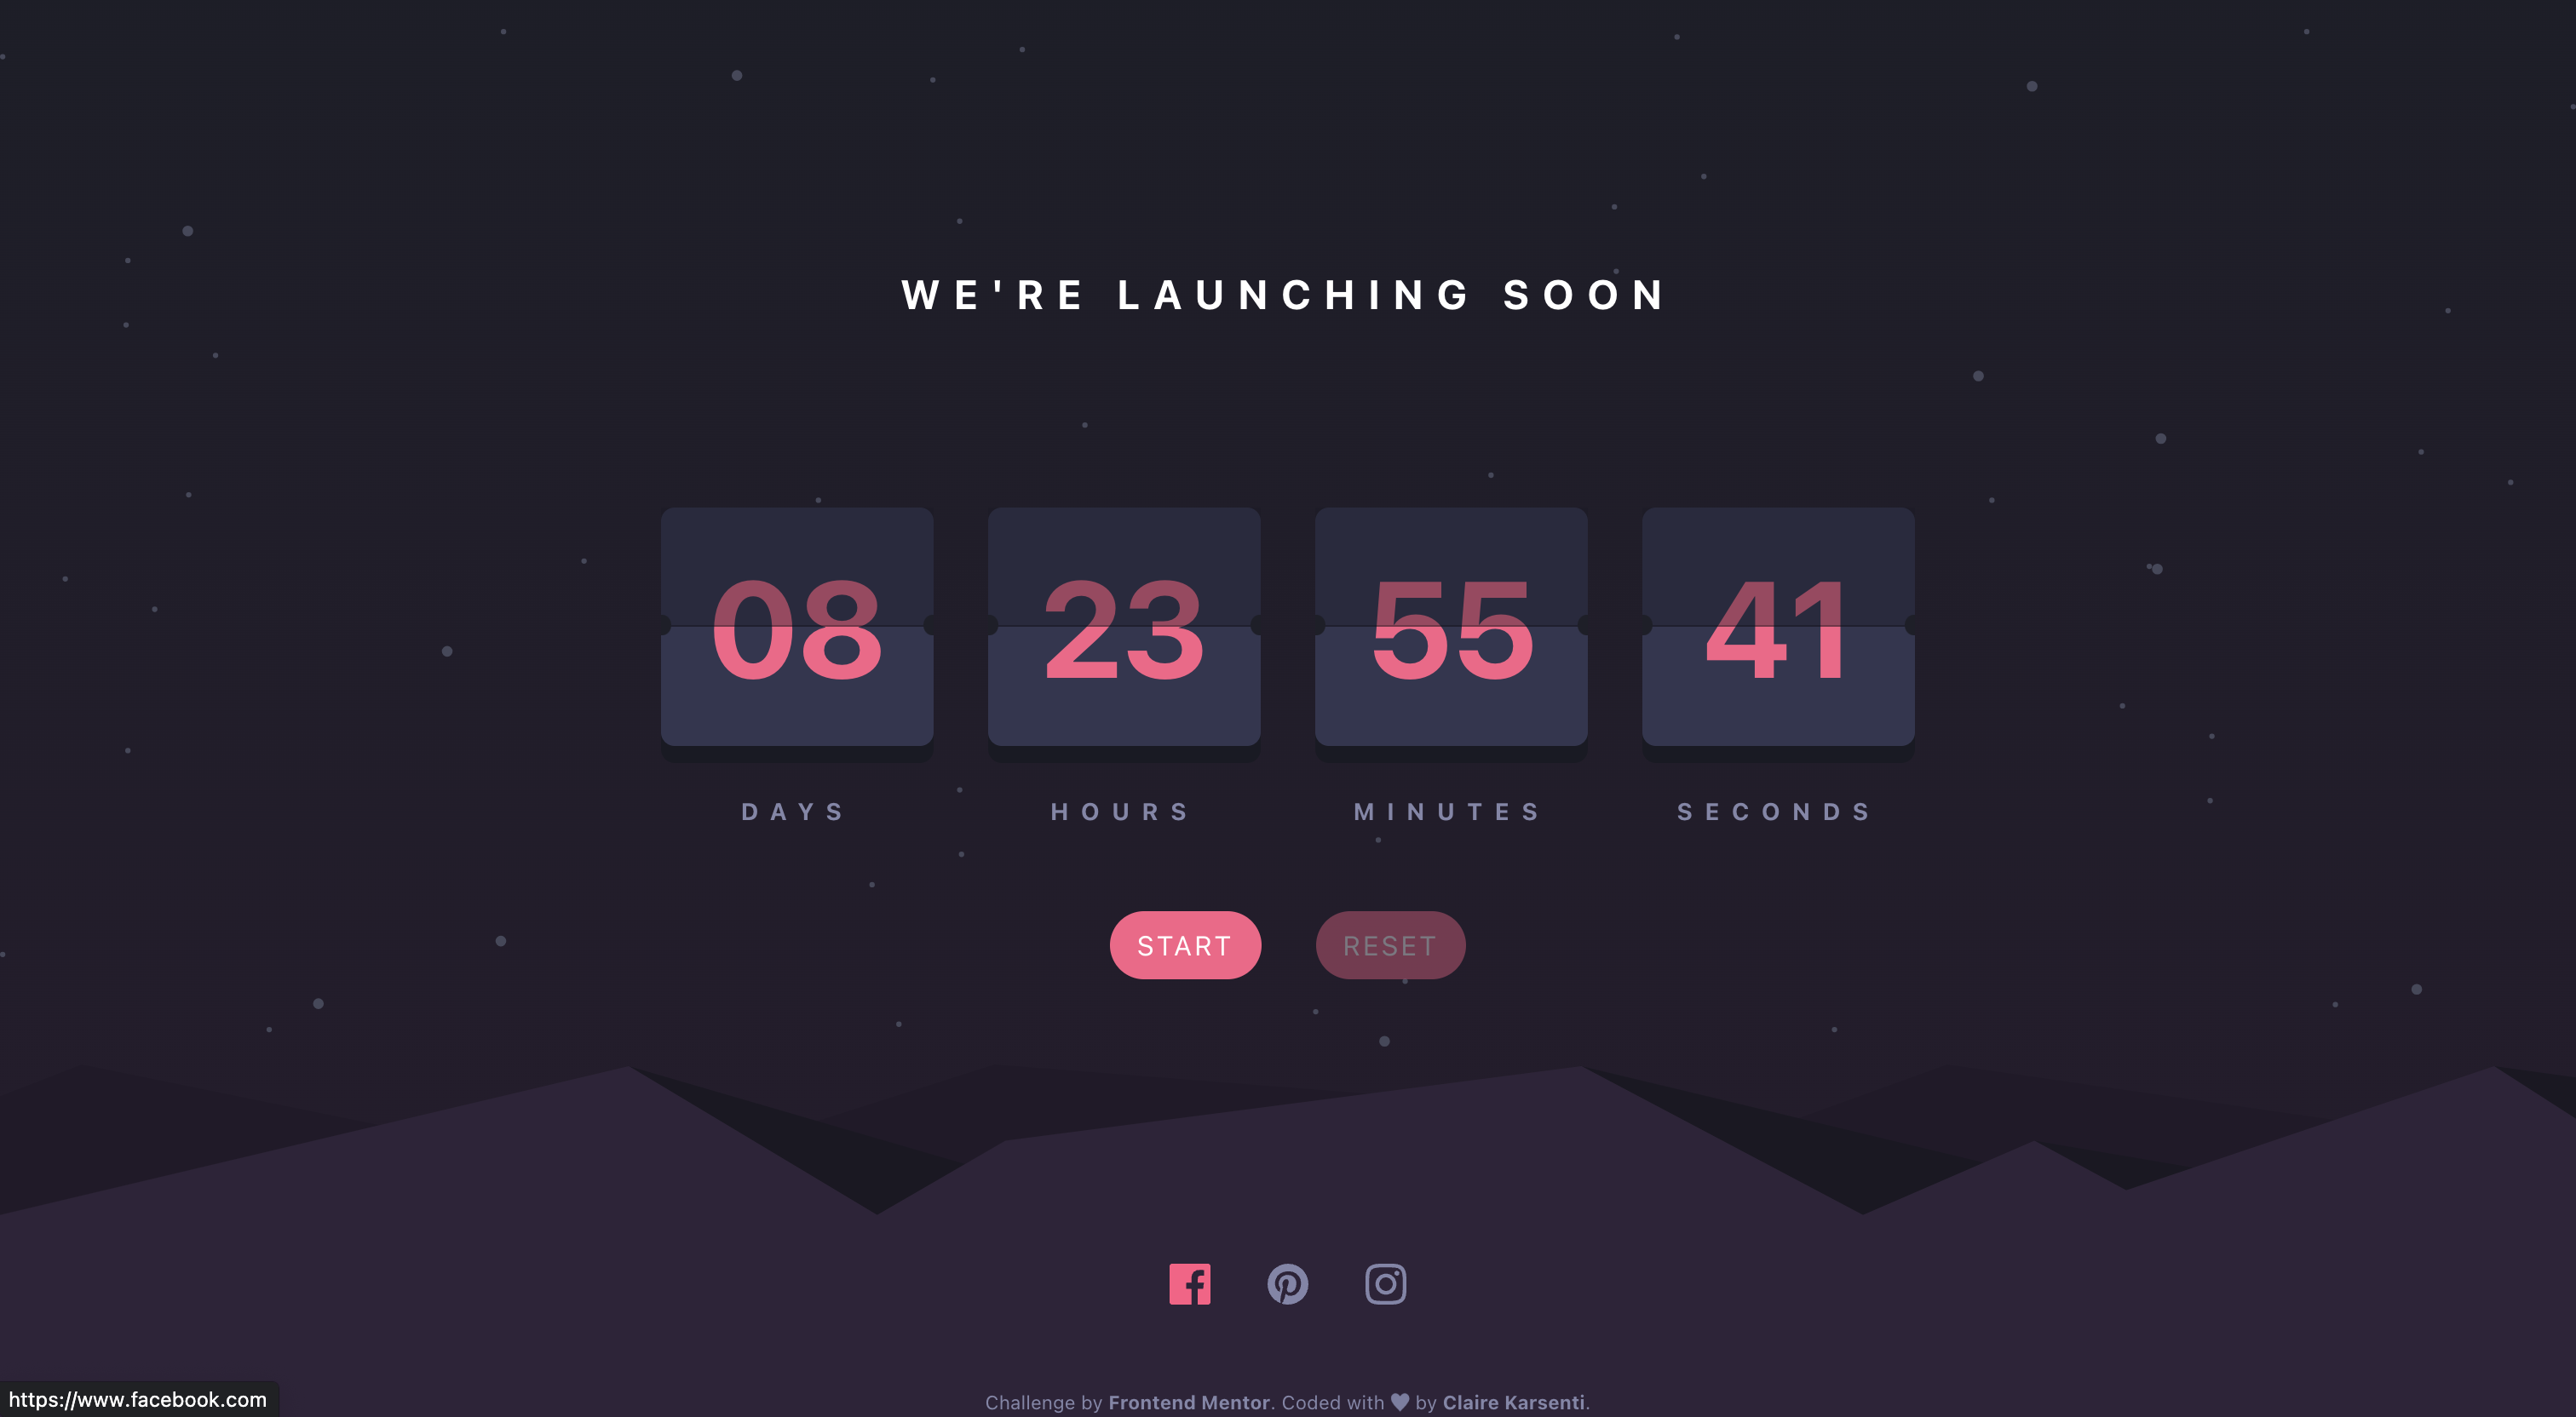 WE'RE LAUNCHING SOON
08 23 55 41
DAYS HOURS MINUTES SECONDS
START RESET
https://www.facebook.com
Challenge by Frontend Mentor. Coded with 🖤 by Claire Karsenti.